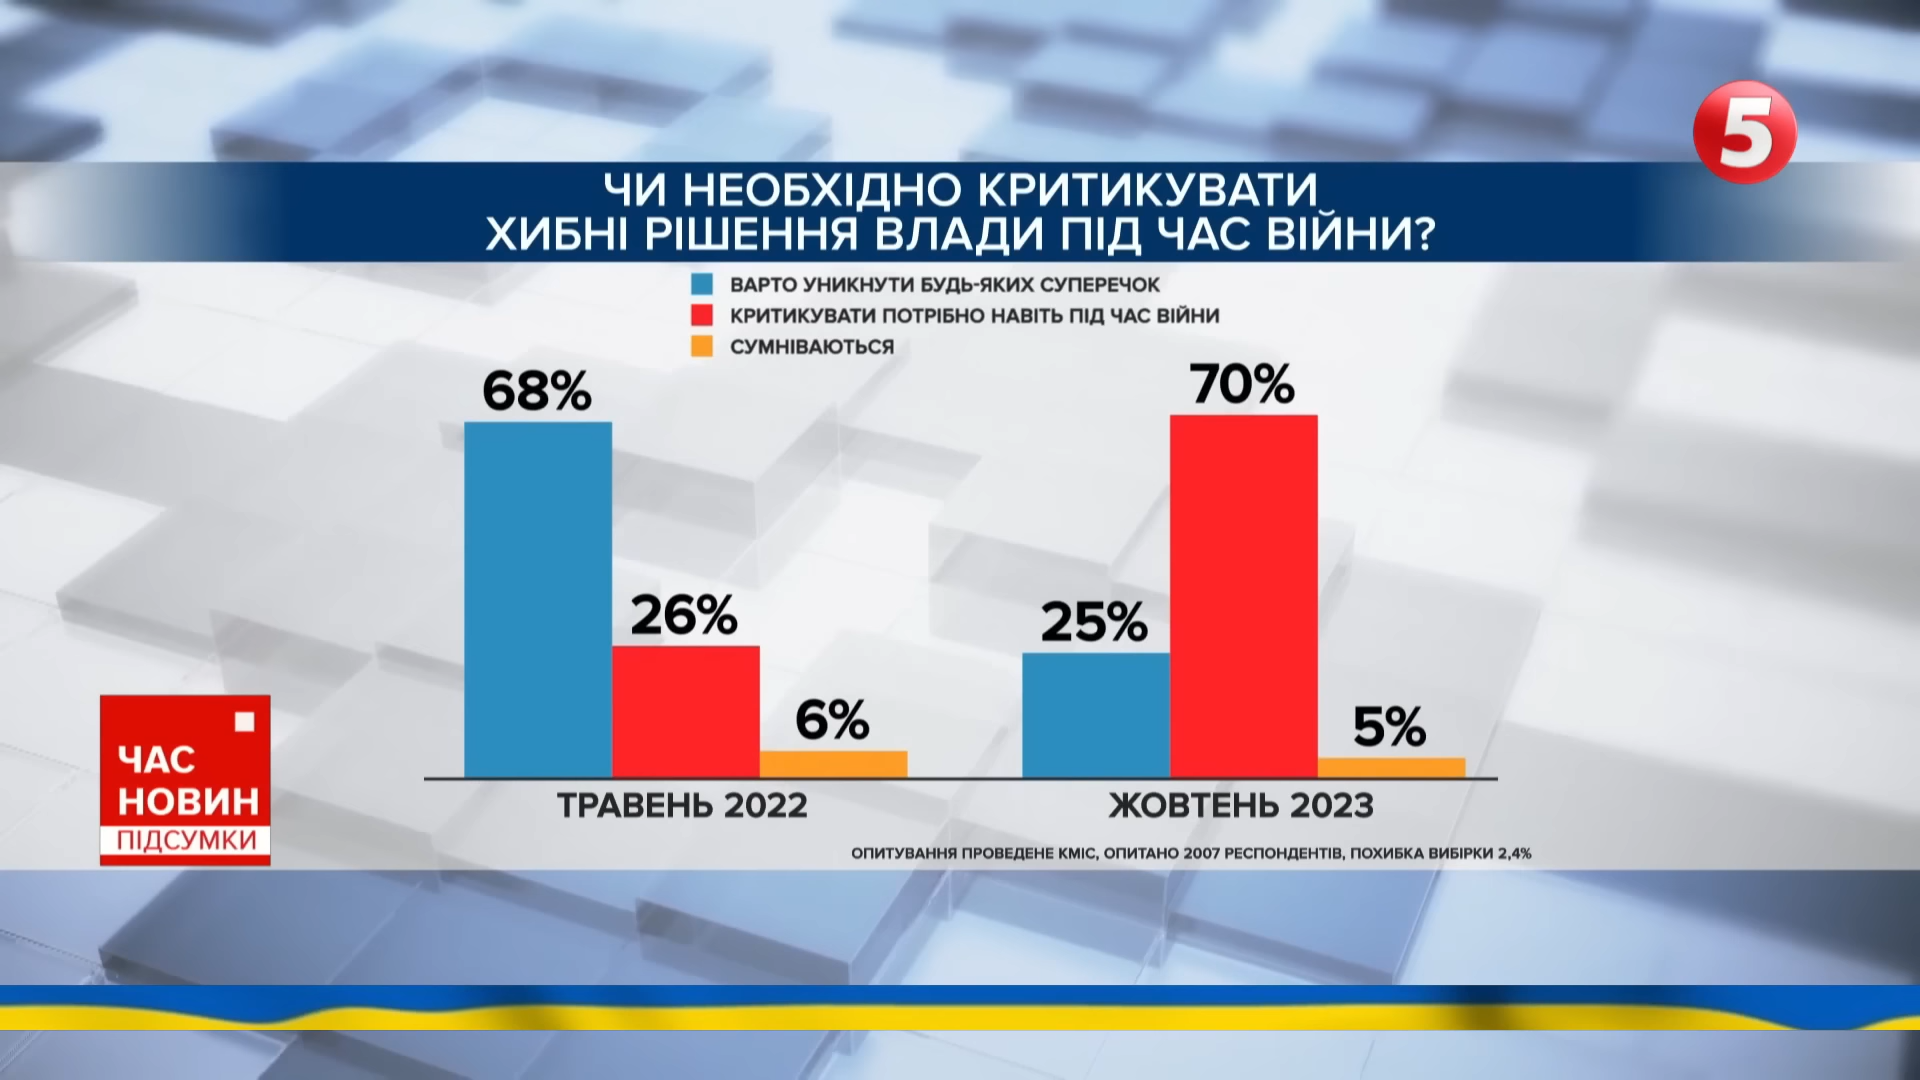 5
ЧИ НЕОБХІДНО КРИТИКУВАТИ
ХИБНІ РІШЕННЯ ВЛАДИ ПІД ЧАС ВІЙНИ?
ВАРТО УНИКНУТИ БУДЬ-ЯКИХ СУПЕРЕЧОК
КРИТИКУВАТИ ПОТРІБНО НАВІТЬ ПІД ЧАС ВІЙНИ
СУМНІВАЮТЬСЯ
68%
26%
6%
25%
70%
5%
ТРАВЕНЬ 2022
ЖОВТЕНЬ 2023
ОПИТУВАННЯ ПРОВЕДЕНЕ КМІС, ОПИТАНО 2007 РЕСПОНДЕНТІВ, ПОХИБКА ВИБІРКИ 2,4%
ЧАС
НОВИН
ПІДСУМКИ